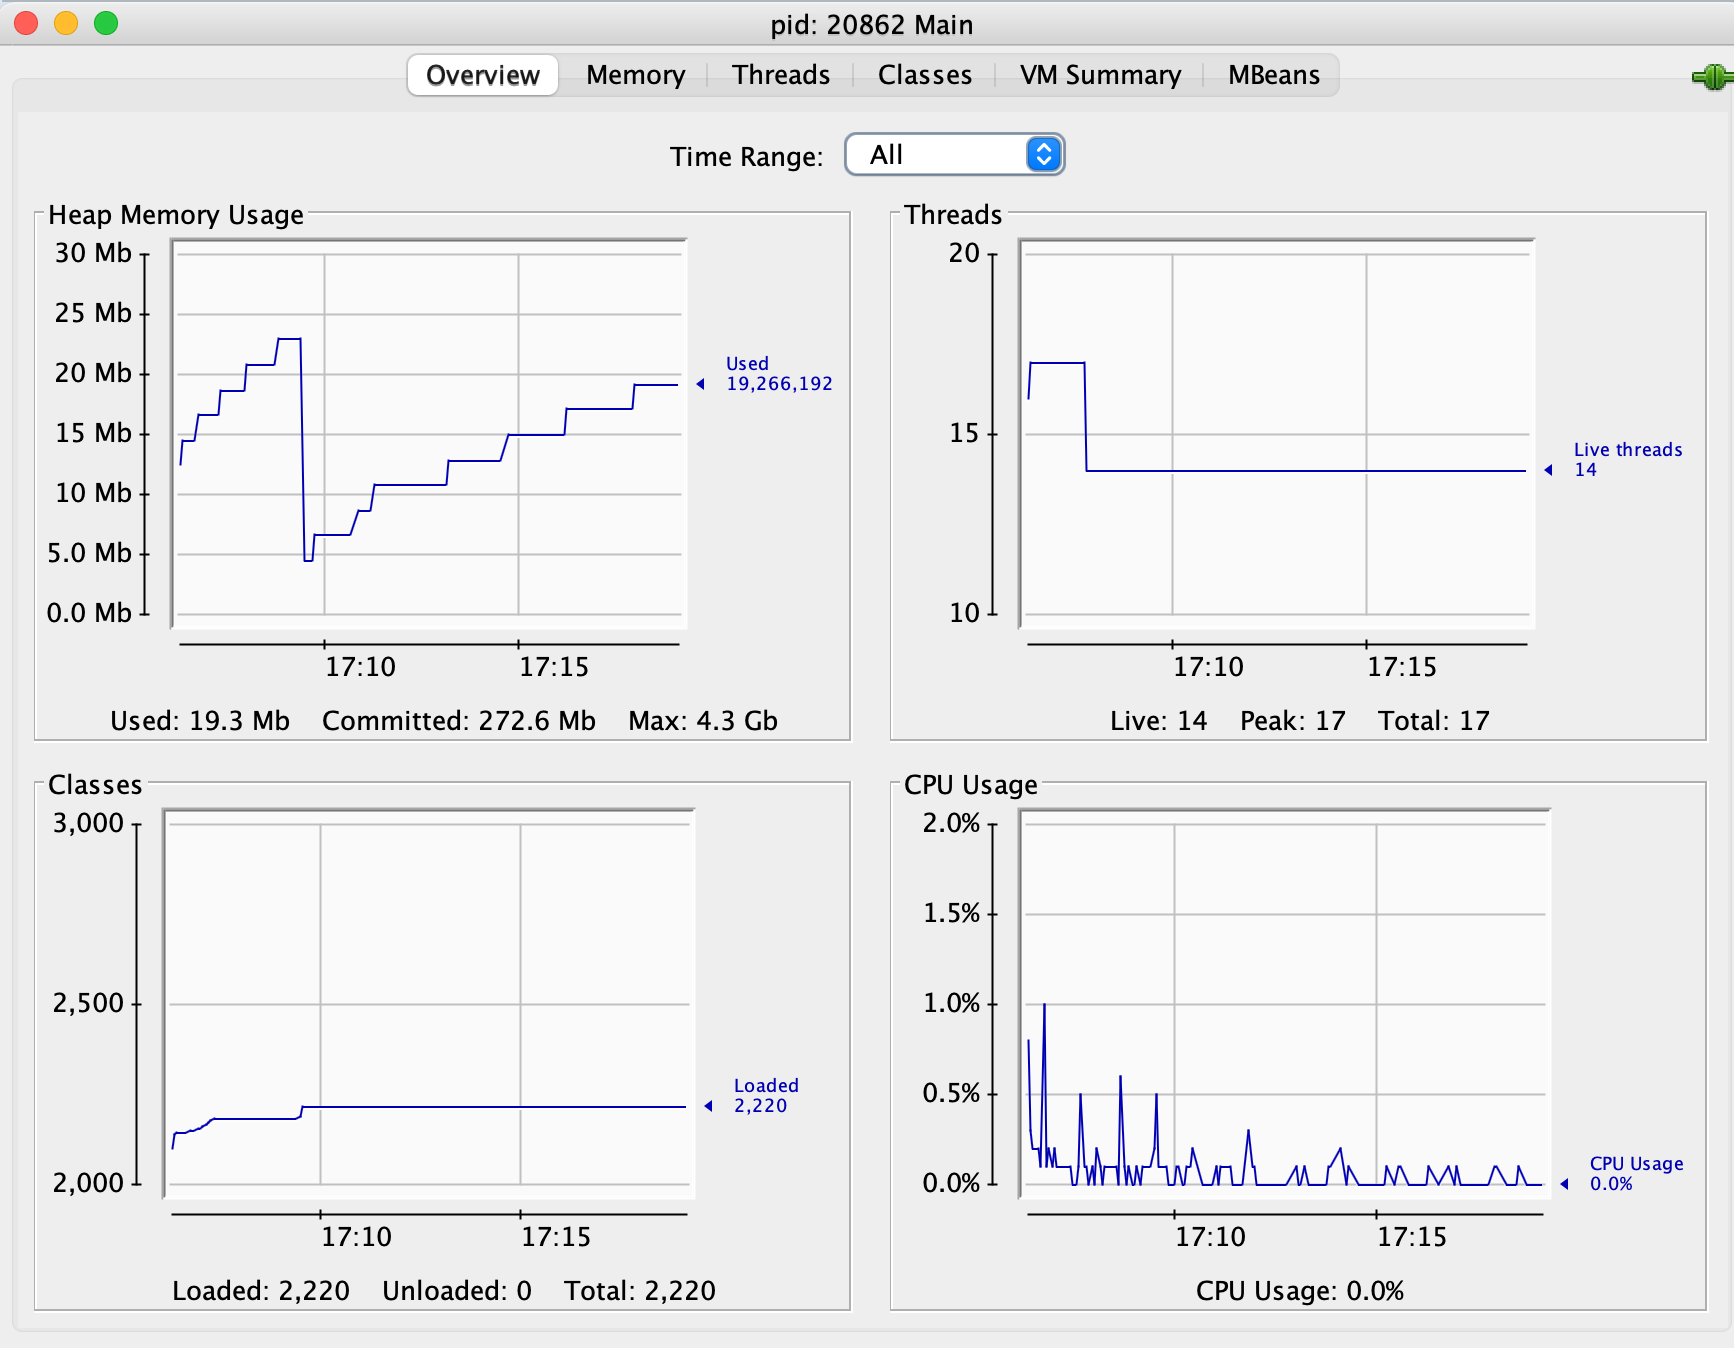 pid: 20862 Main
Overview Memory Threads Classes VM Summary MBeans
Time Range: All
Heap Memory Usage
30 Mb
25 Mb
20 Mb
15 Mb
10 Mb
5.0 Mb
0.0 Mb
17:10 17:15
Used
19,266,192
Used: 19.3 Mb Committed: 272.6 Mb Max: 4.3 Gb
Threads
20
15
10
17:10 17:15
Live threads
14
Live: 14 Peak: 17 Total: 17
Classes
3,000
2,500
2,000
17:10 17:15
Loaded
2,220
Loaded: 2,220 Unloaded: 0 Total: 2,220
CPU Usage
2.0%
1.5%
1.0%
0.5%
0.0%
17:10 17:15
CPU Usage
0.0%
CPU Usage: 0.0%